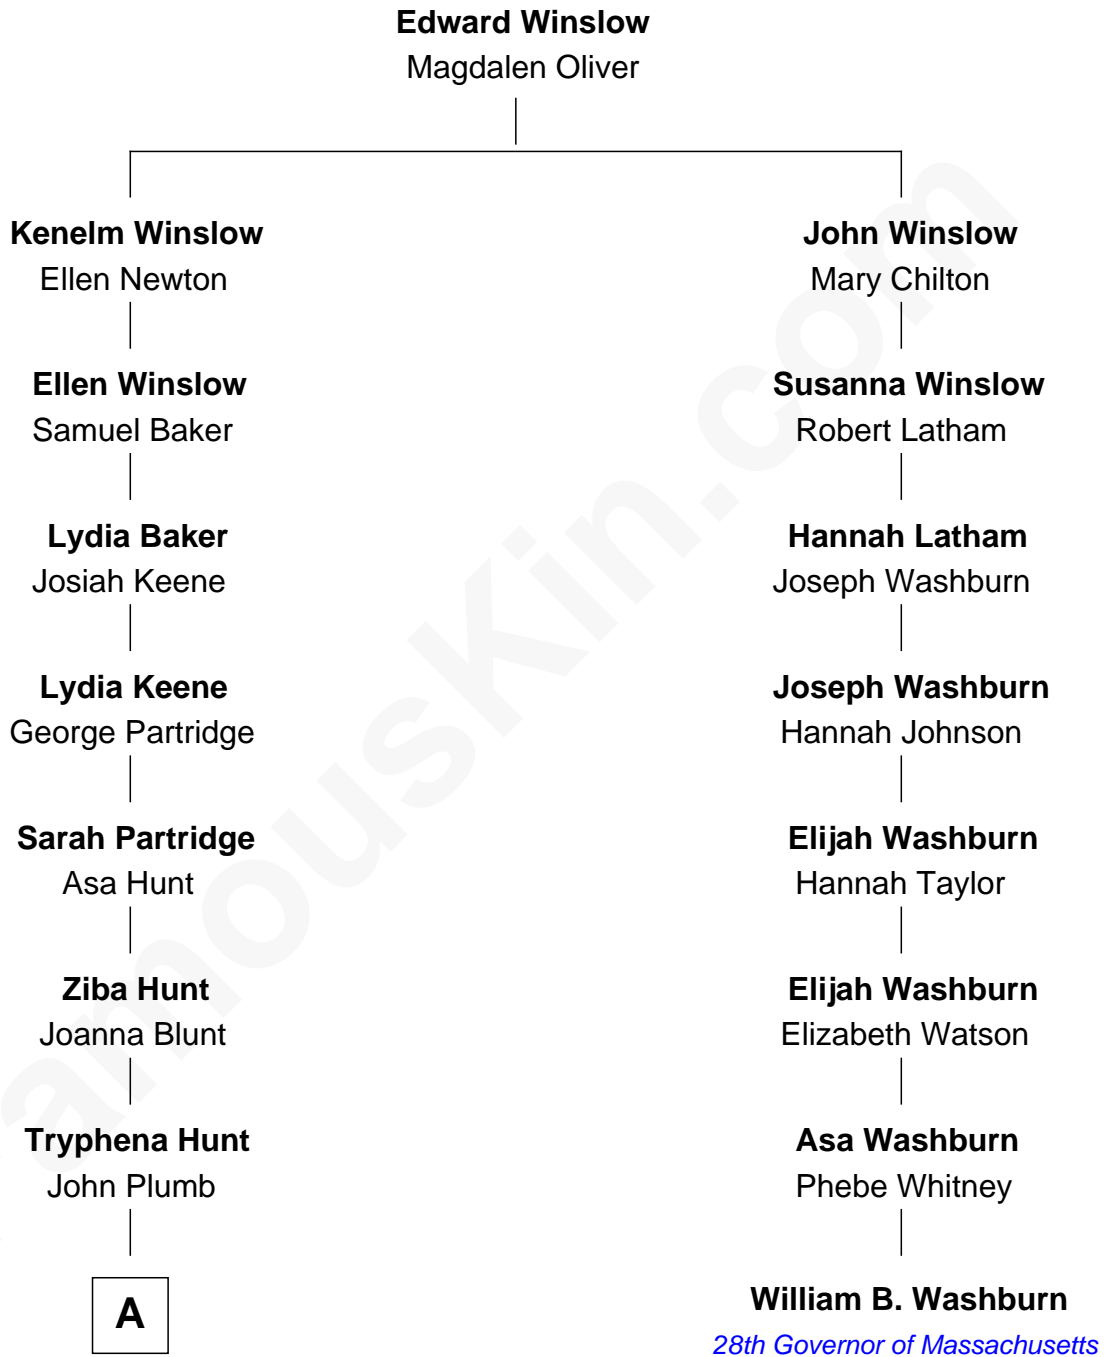 Edward Winslow
Magdalen Oliver
Kenelm Winslow
Ellen Newton
John Winslow
Mary Chilton
Ellen Winslow
Samuel Baker
Susanna Winslow
Robert Latham
Lydia Baker
Josiah Keene
Hannah Latham
Joseph Washburn
Lydia Keene
George Partridge
Joseph Washburn
Hannah Johnson
Sarah Partridge
Asa Hunt
Elijah Washburn
Hannah Taylor
Ziba Hunt
Joanna Blunt
Elijah Washburn
Elizabeth Watson
Tryphena Hunt
John Plumb
Asa Washburn
Phebe Whitney
A
William B. Washburn
28th Governor of Massachusetts
amouskin.com